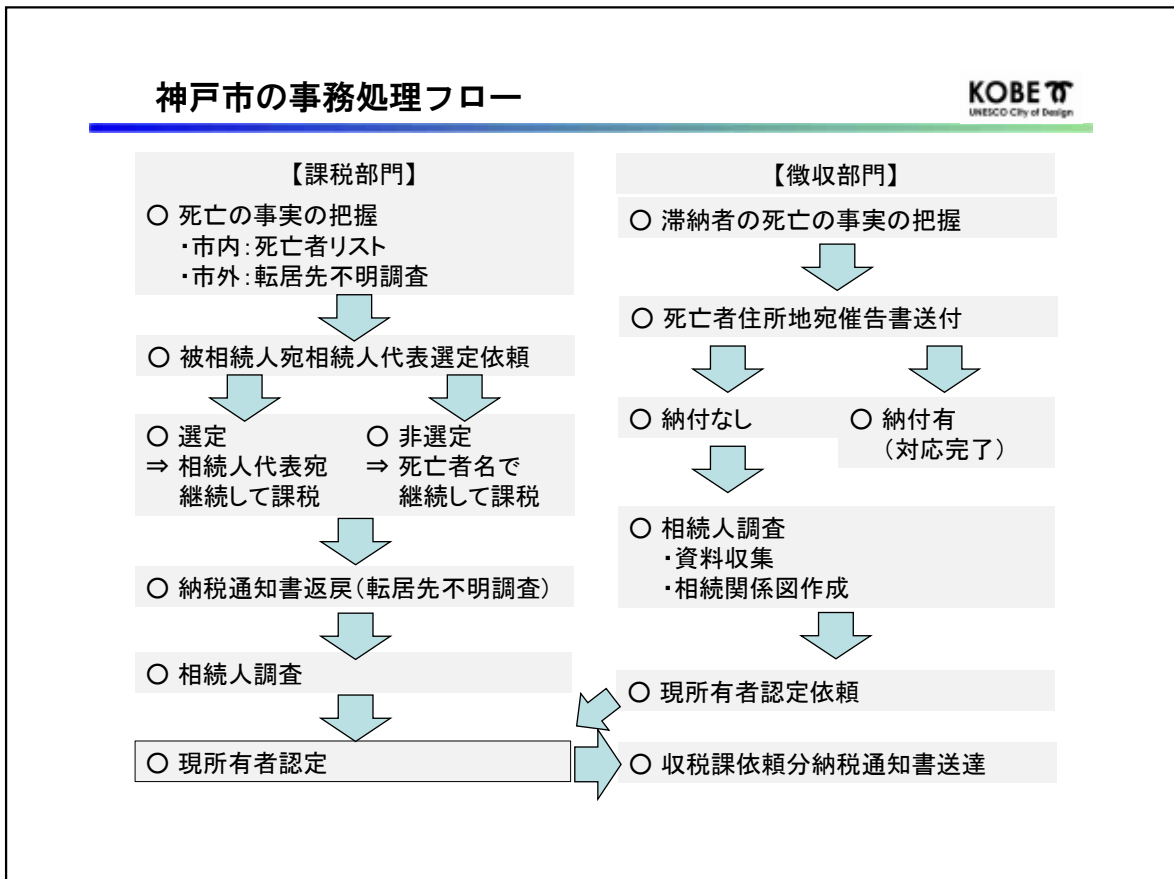 神戸市の事務処理フロー
KOBE
UNESCO City of Design
【課税部門】
○ 死亡の事実の把握
・市内：死亡者リスト
・市外：転居先不明調査
○ 被相続人宛相続人代表選定依頼
○ 選定
⇒ 相続人代表宛
継続して課税
○ 非選定
⇒ 死亡者名で
継続して課税
○ 納税通知書返戻（転居先不明調査）
○ 相続人調査
○ 現所有者認定
【徴収部門】
○ 滞納者の死亡の事実の把握
○ 死亡者住所地宛催告書送付
○ 納付なし
○ 納付有
（対応完了）
○ 相続人調査
・資料収集
・相続関係図作成
○ 現所有者認定依頼
○ 収税課依頼分納税通知書送達